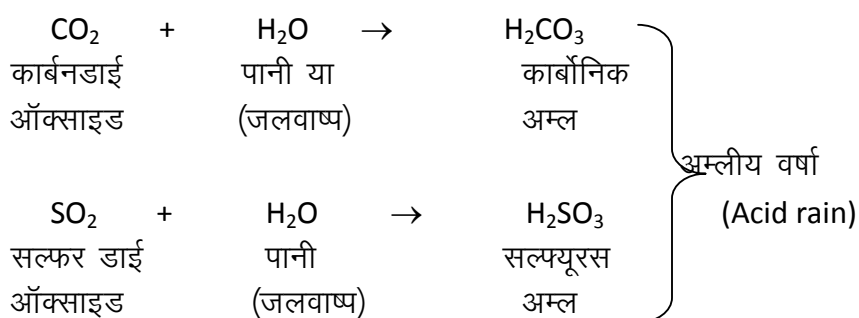 CO₂ + H₂O → H₂CO₃
कार्बनडाई पानी या कार्बोनिक
ऑक्साइड (जलवाष्प) अम्ल
अम्लीय वर्षा
SO₂ + H₂O → H₂SO₃ (Acid rain)
सल्फर डाई पानी सल्फ्यूरस
ऑक्साइड (जलवाष्प) अम्ल